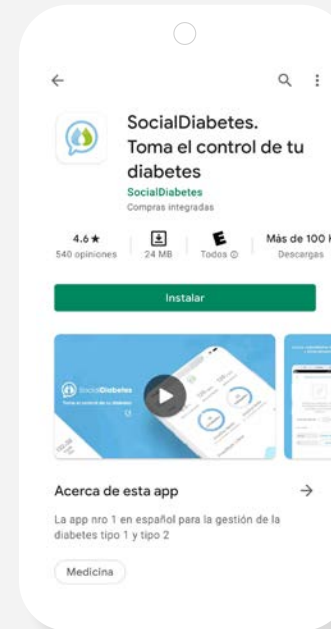 SocialDiabetes.
Toma el control de tu
diabetes
SocialDiabetes
Compras integradas
4.6★
540 opiniones
24 MB
Todos
Más de 100 K
Descargas
Instalar
SocialDiabetes
Toma el control de tu diabetes
Acerca de esta app
La app nro 1 en español para la gestión de la
diabetes tipo 1 y tipo 2
Medicina